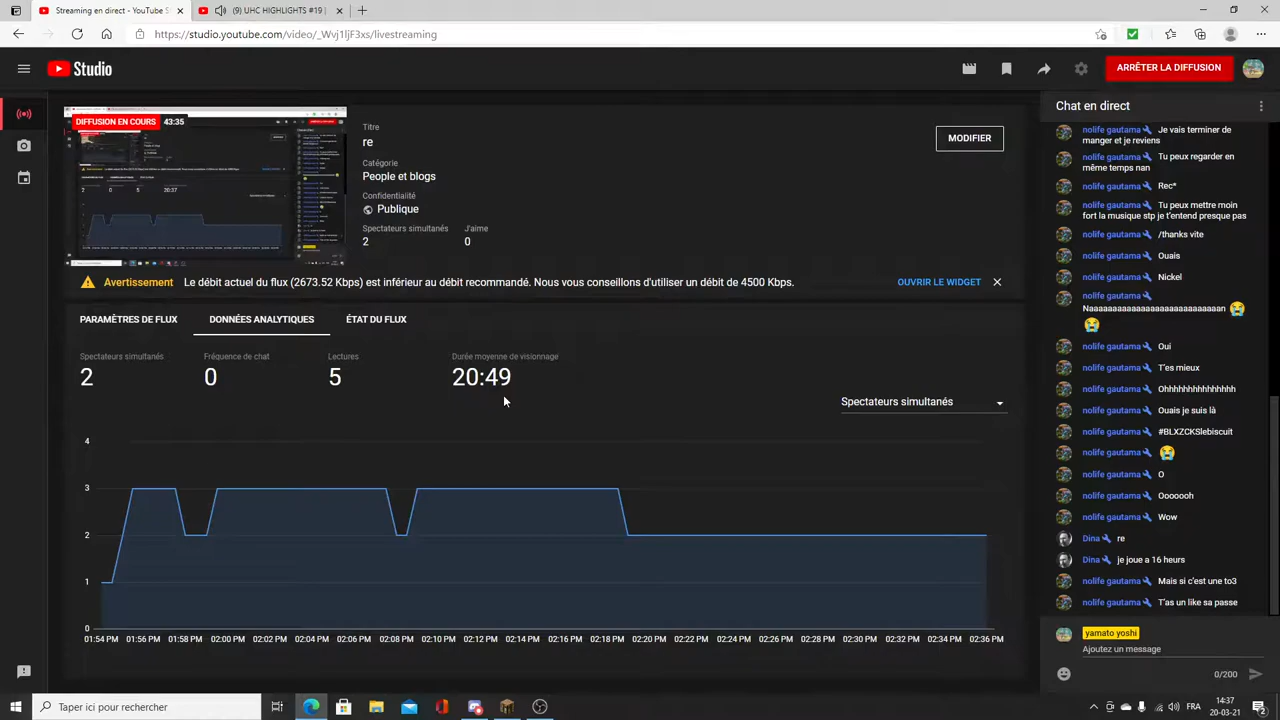 Streaming en direct - YouTube S
(9) UHC HIGHLIGHTS #19 |
https://studio.youtube.com/video/_Wvj1ljF3xs/livestreaming
Studio
ARRÊTER LA DIFFUSION
DIFFUSION EN COURS 43:35
Titre
re
Catégorie
People et blogs
Confidentialité
Publique
Spectateurs simultanés J'aime
2 0
MODIFIER
Avertissement Le débit actuel du flux (2673.52 Kbps) est inférieur au débit recommandé. Nous vous conseillons d'utiliser un débit de 4500 Kbps.
OUVRIR LE WIDGET
PARAMÈTRES DE FLUX DONNÉES ANALYTIQUES ÉTAT DU FLUX
Spectateurs simultanés Fréquence de chat Lectures Durée moyenne de visionnage
2 0 5 20:49
Spectateurs simultanés
4
3
2
1
0
01:54 PM 01:56 PM 01:58 PM 02:00 PM 02:02 PM 02:04 PM 02:08 PM 02:10 PM 02:12 PM 02:14 PM 02:16 PM 02:18 PM 02:20 PM 02:22 PM 02:24 PM 02:26 PM 02:28 PM 02:30 PM 02:32 PM 02:34 PM 02:36 PM
Chat en direct
nolife gautama Je vais terminer de
manger et je reviens
nolife gautama Tu peux regarder en
même temps nan
nolife gautama Rec*
nolife gautama Tu peux mettre moin
fort la musique stp je t'entend presque pas
nolife gautama /thanks vite
nolife gautama Ouais
nolife gautama Nickel
nolife gautama
Naaaaaaaaaaaaaaaaaaaaaaaaaaaan 😭
😭
nolife gautama Oui
nolife gautama T'es mieux
nolife gautama Ohhhhhhhhhhhhhh
nolife gautama Ouais je suis là
nolife gautama #BLXZCKSlebiscuit
nolife gautama 😭
nolife gautama O
nolife gautama Ooooooh
nolife gautama Wow
Dina re
Dina je joue a 16 heurs
nolife gautama Mais si c'est une to3
nolife gautama T'as un like sa passe
yamato yoshi
Ajoutez un message
0/200
Taper ici pour rechercher
FRA
14:37
20-03-21